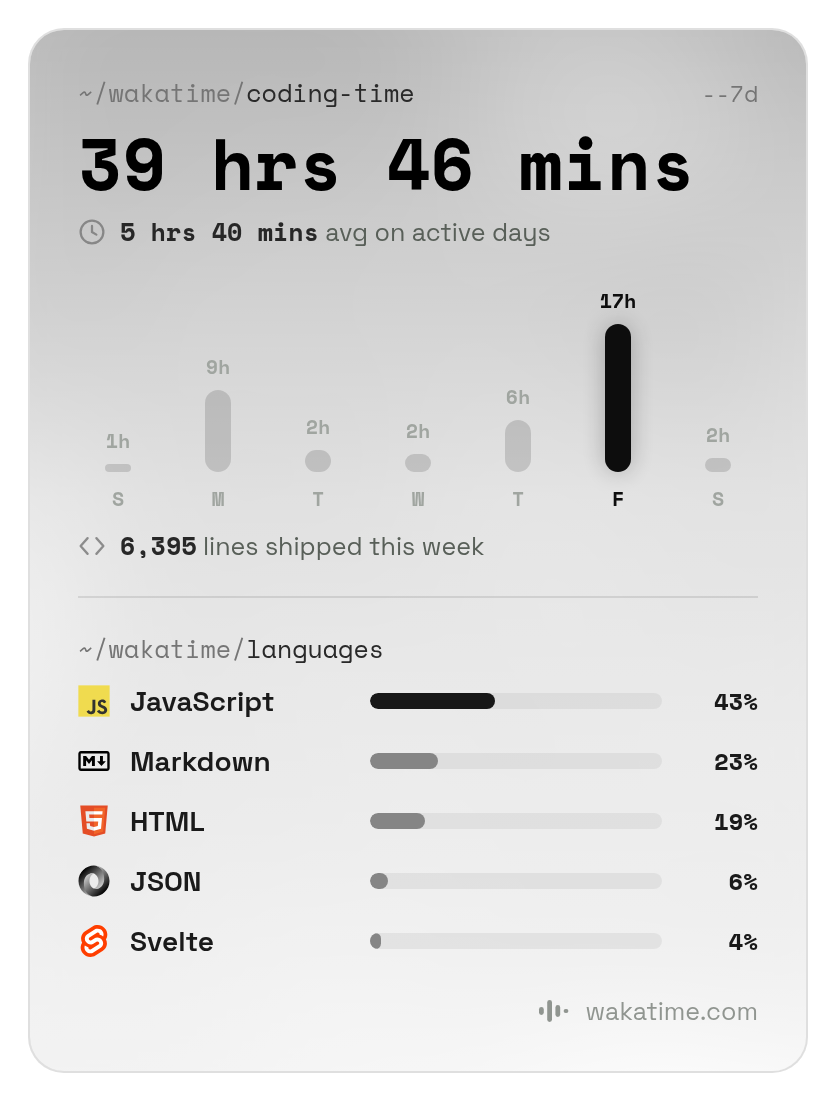 ~/wakatime/coding-time --7d
39 hrs 46 mins
5 hrs 40 mins avg on active days
1h 9h 2h 2h 6h 17h 2h
S M T W T F S
6,395 lines shipped this week
~/wakatime/languages
JS JavaScript 43%
M Markdown 23%
5 HTML 19%
JSON 6%
Svelte 4%
wakatime.com